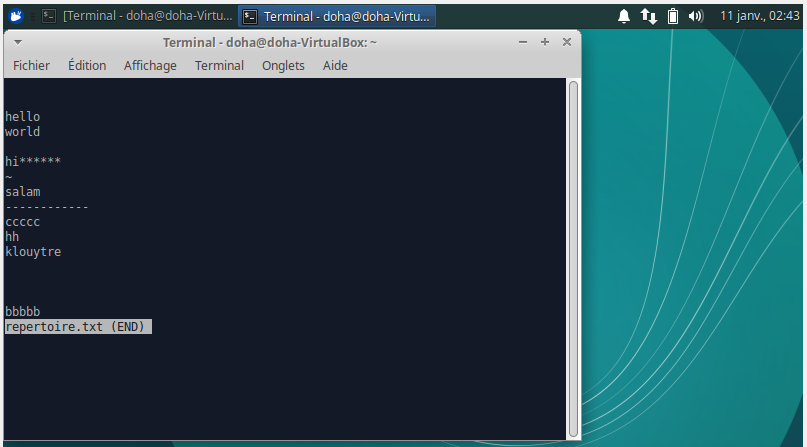 [Terminal - doha@doha-Virtu...
Terminal - doha@doha-Virtu...
11 janv., 02:43
Terminal - doha@doha-VirtualBox: ~
Fichier Édition Affichage Terminal Onglets Aide
hello
world
hi******
~
salam
------------
ccccc
hh
klouytre
bbbbb
repertoire.txt (END)